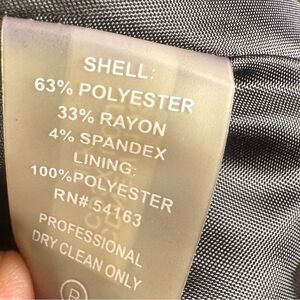 SHELL:
63% POLYESTER
33% RAYON
4% SPANDEX
LINING:
100%POLYESTER
RN# 54163
PROFESSIONAL
DRY CLEAN ONLY
P